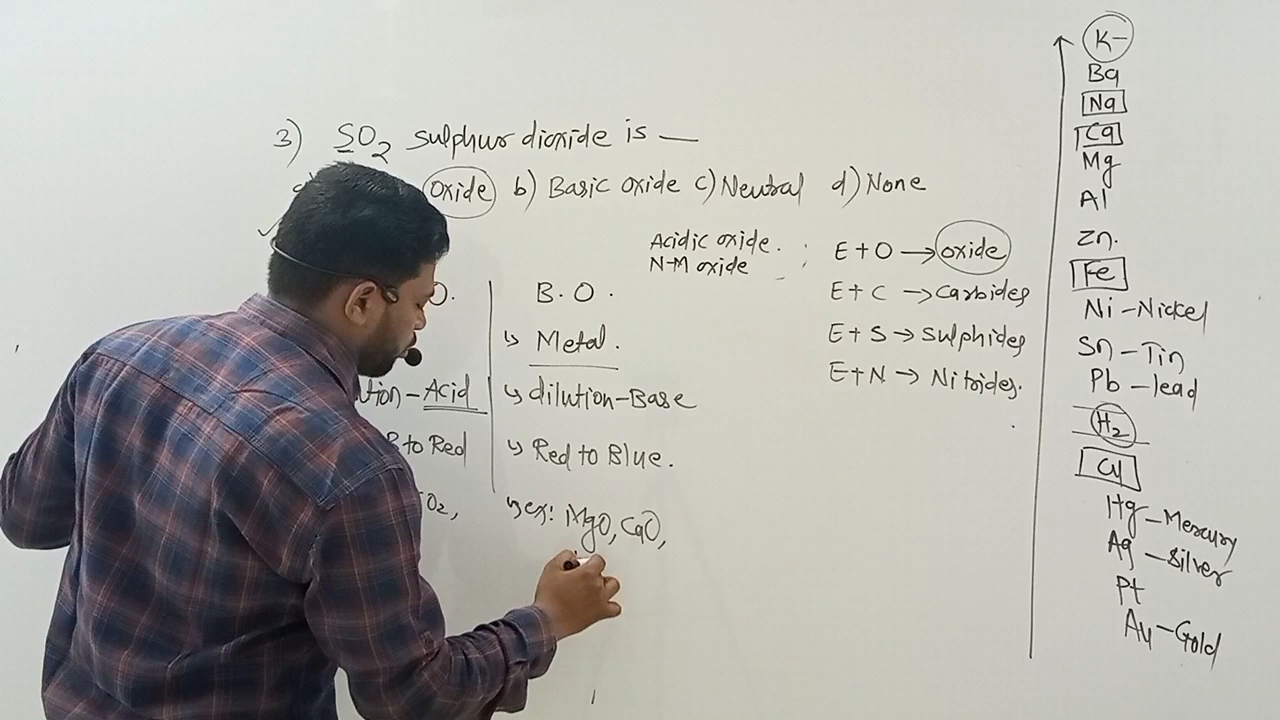 3) SO2 sulphur dioxide is —
oxide b) Basic oxide c) Neutral d) None
Acidic oxide.
N-M oxide
E + O → oxide
E + C → Carbides
E + S → Sulphides
E + N → Nitrides.
O.
-Acid
to Red
B.O.
↳ Metal.
↳ dilution-Base
↳ Red to Blue.
↳ ex: MgO, CaO,
K
Ba
Na
Ca
Mg
Al
Zn.
Fe
Ni - Nickel
Sn - Tin
Pb - lead
H2
Cu
Hg - Mercury
Ag - Silver
Pt
Au - Gold